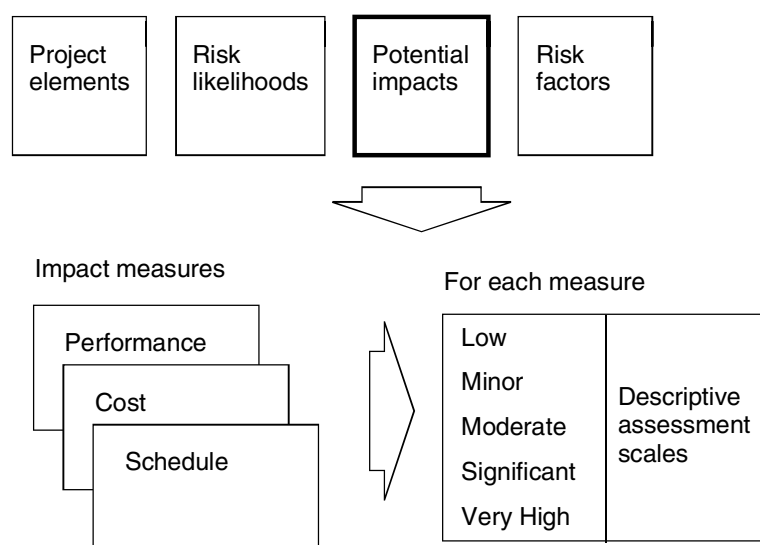 Project
elements
Risk
likelihoods
Potential
impacts
Risk
factors
Impact measures
Performance
Cost
Schedule
For each measure
Low
Minor
Moderate
Significant
Very High
Descriptive
assessment
scales